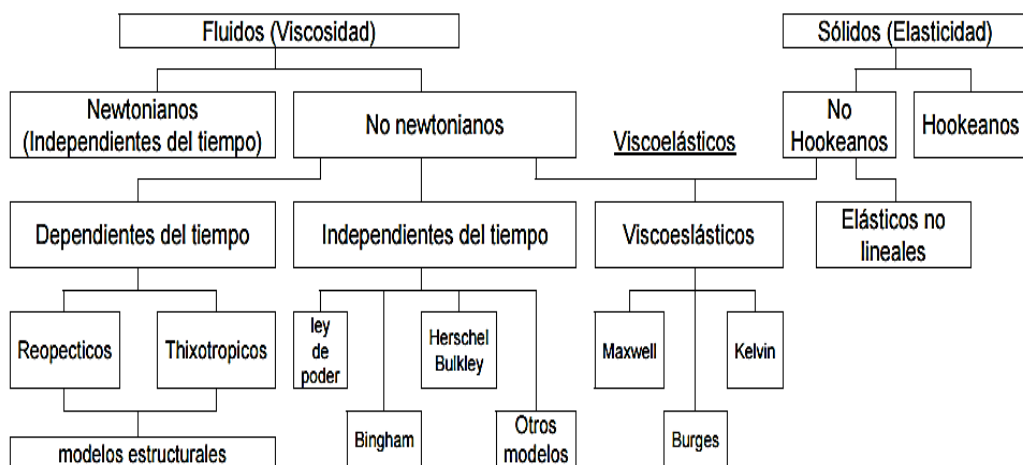 Fluidos (Viscosidad)
Sólidos (Elasticidad)
Newtonianos
(Independientes del tiempo)
No newtonianos
Viscoelásticos
No
Hookeanos
Hookeanos
Dependientes del tiempo
Independientes del tiempo
Viscoeslásticos
Elásticos no
lineales
Reopecticos
Thixotropicos
ley
de
poder
Herschel
Bulkley
Maxwell
Kelvin
modelos estructurales
Bingham
Otros
modelos
Burges